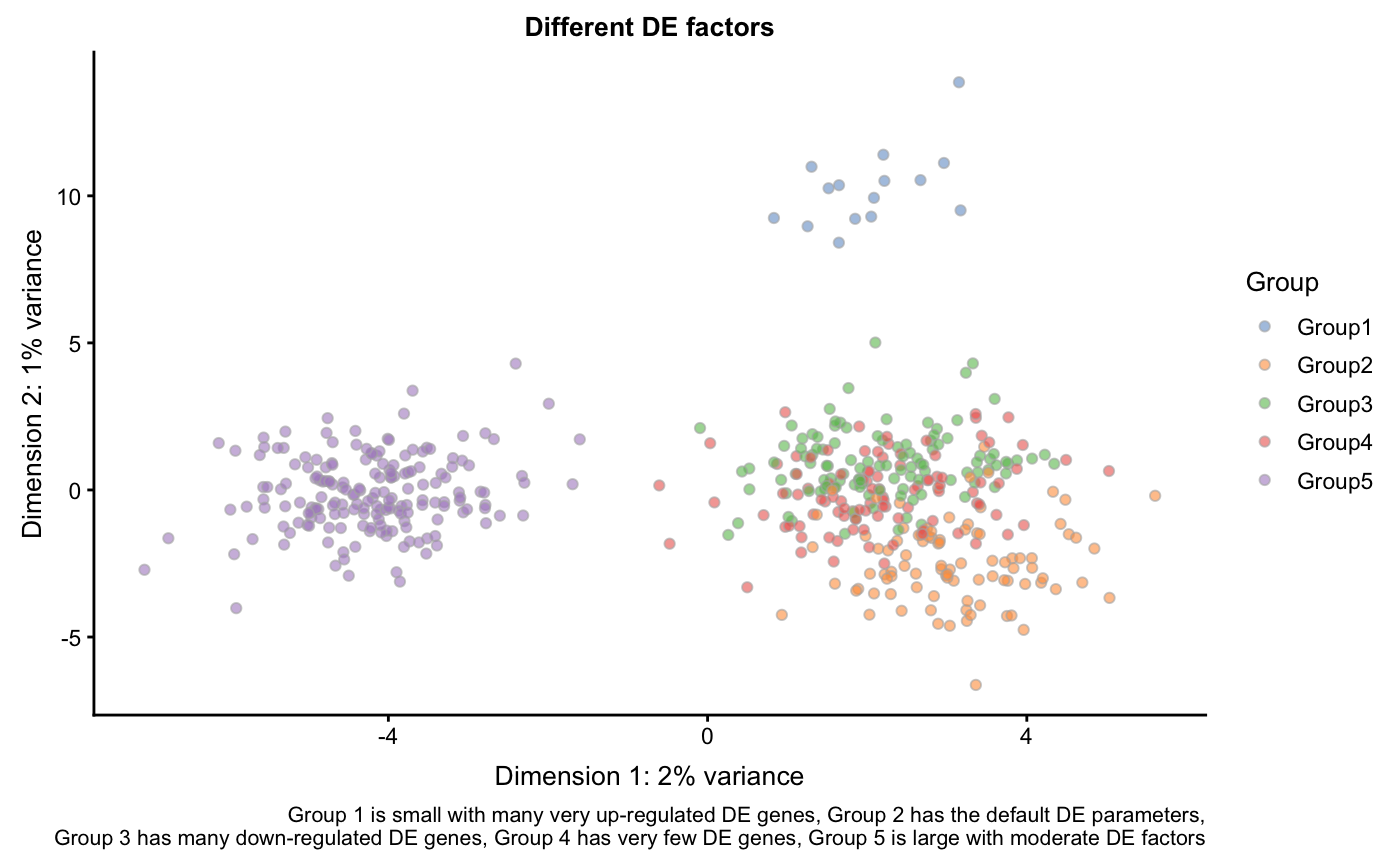 Different DE factors
10
5
0
-5
Dimension 2: 1% variance
-4
0
4
Dimension 1: 2% variance
Group
Group1
Group2
Group3
Group4
Group5
Group 1 is small with many very up-regulated DE genes, Group 2 has the default DE parameters,
Group 3 has many down-regulated DE genes, Group 4 has very few DE genes, Group 5 is large with moderate DE factors